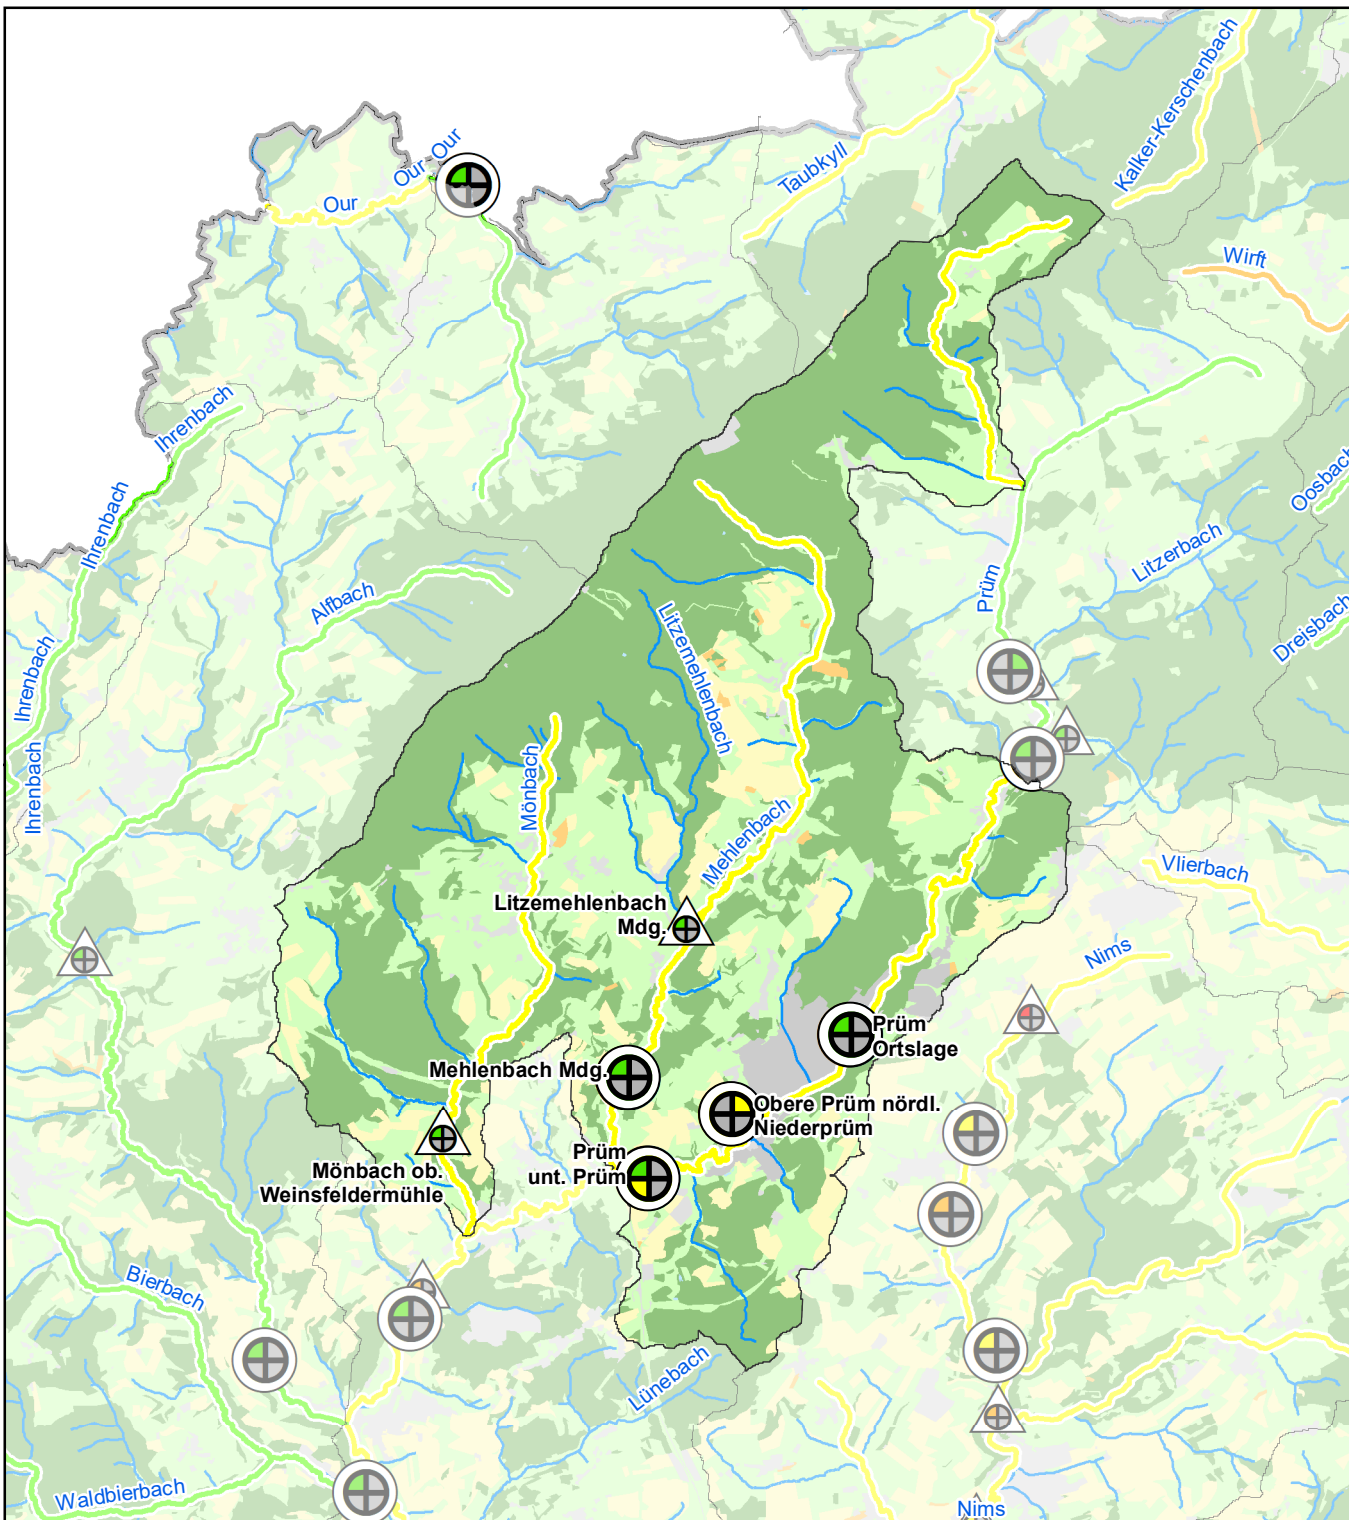 Kalker-Kerschenbach
Our
Our
Our
Taubkyll
Wirft
Ihrenbach
Oosbach
Ihrenbach
Litzerbach
Prüm
Alfbach
Dreisbach
Litzemehlenbach
Ihrenbach
Mönbach
Ihrenbach
Mehlenbach
Vlierbach
Litzemehlenbach
Mdg.
Nims
Prüm
Ortslage
Mehlenbach Mdg.
Obere Prüm nördl.
Niederprüm
Prüm
unt. Prüm
Mönbach ob.
Weinsfeldermühle
Bierbach
Lünebach
Waldbierbach
Nims